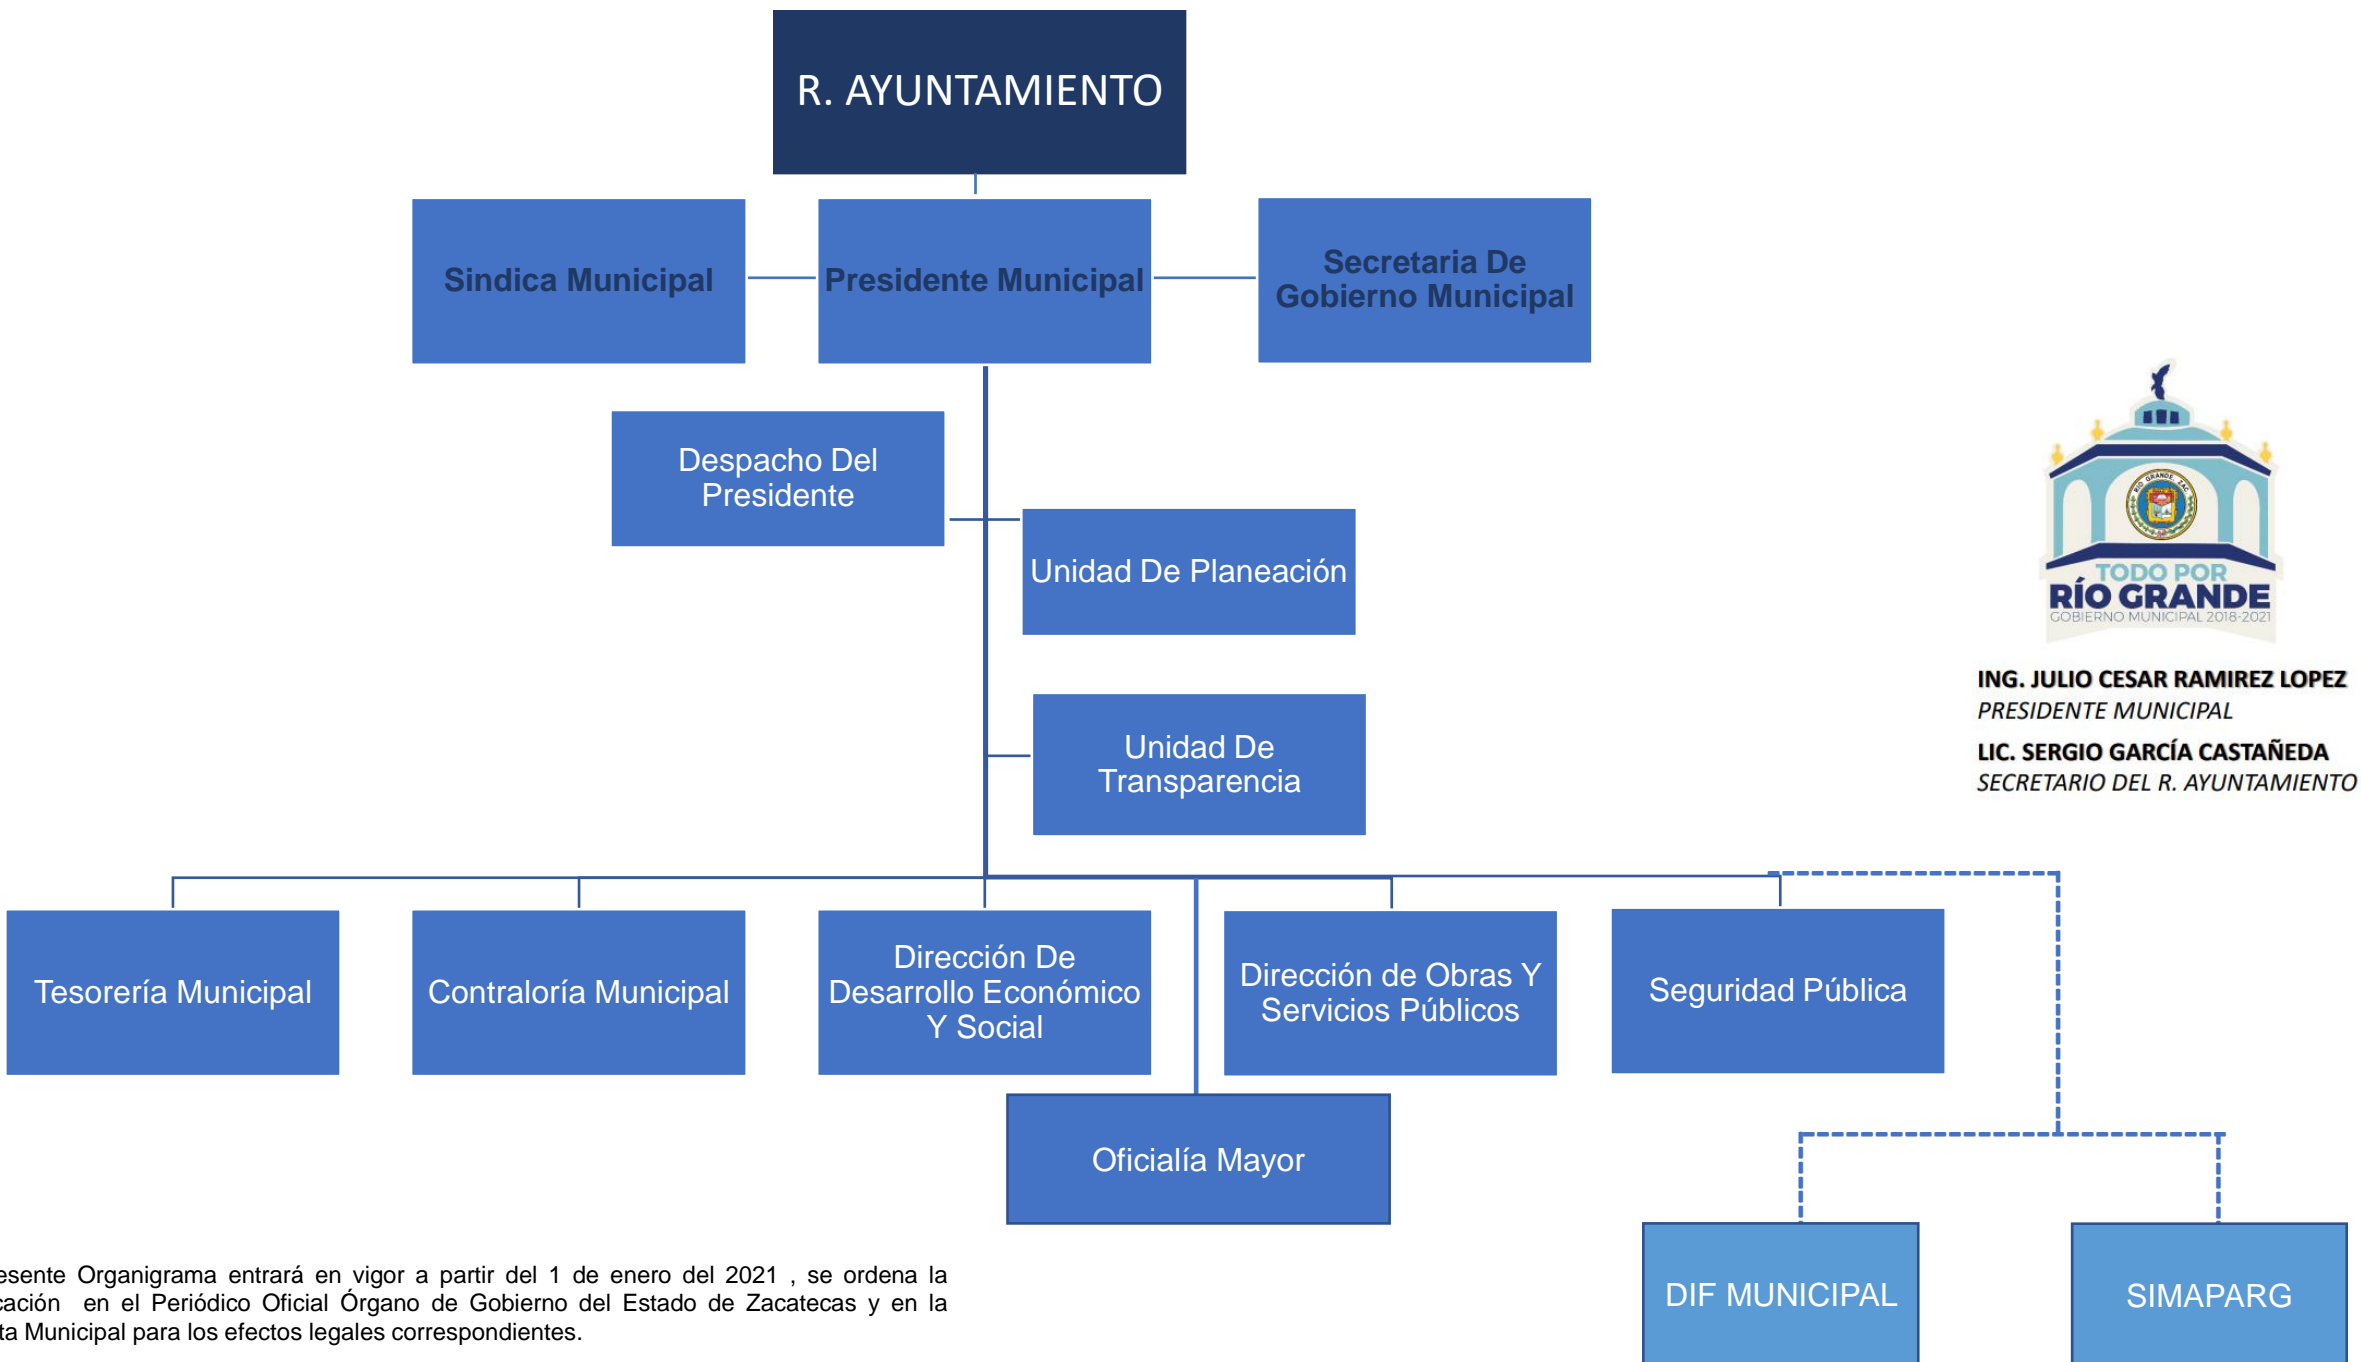 R. AYUNTAMIENTO
Sindica Municipal
Presidente Municipal
Secretaria De
Gobierno Municipal
Despacho Del
Presidente
Unidad De Planeación
RÍO GRANDE, ZAC
TODO POR
RÍO GRANDE
GOBIERNO MUNICIPAL 2018-2021
ING. JULIO CESAR RAMIREZ LOPEZ
PRESIDENTE MUNICIPAL
LIC. SERGIO GARCÍA CASTAÑEDA
SECRETARIO DEL R. AYUNTAMIENTO
Unidad De
Transparencia
Tesorería Municipal
Contraloría Municipal
Dirección De
Desarrollo Económico
Y Social
Dirección de Obras Y
Servicios Públicos
Seguridad Pública
Oficialía Mayor
DIF MUNICIPAL
SIMAPARG
esente Organigrama entrará en vigor a partir del 1 de enero del 2021 , se ordena la
cación en el Periódico Oficial Órgano de Gobierno del Estado de Zacatecas y en la
ta Municipal para los efectos legales correspondientes.